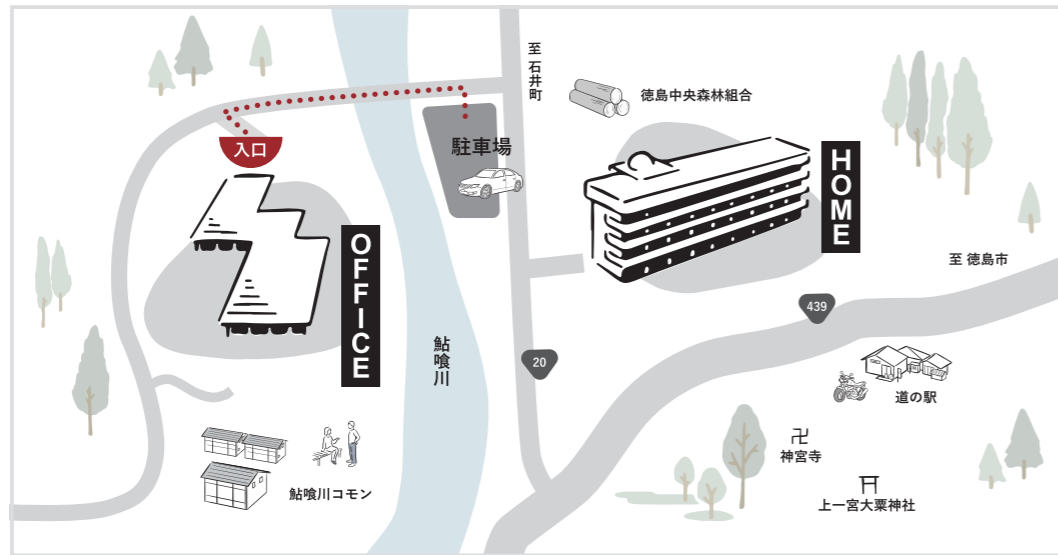 至 石井町
徳島中央森林組合
入口
駐車場
HOME
OFFICE
至 徳島市
439
鮎喰川
20
道の駅
卍
神宮寺
鮎喰川コモン
上一宮大粟神社